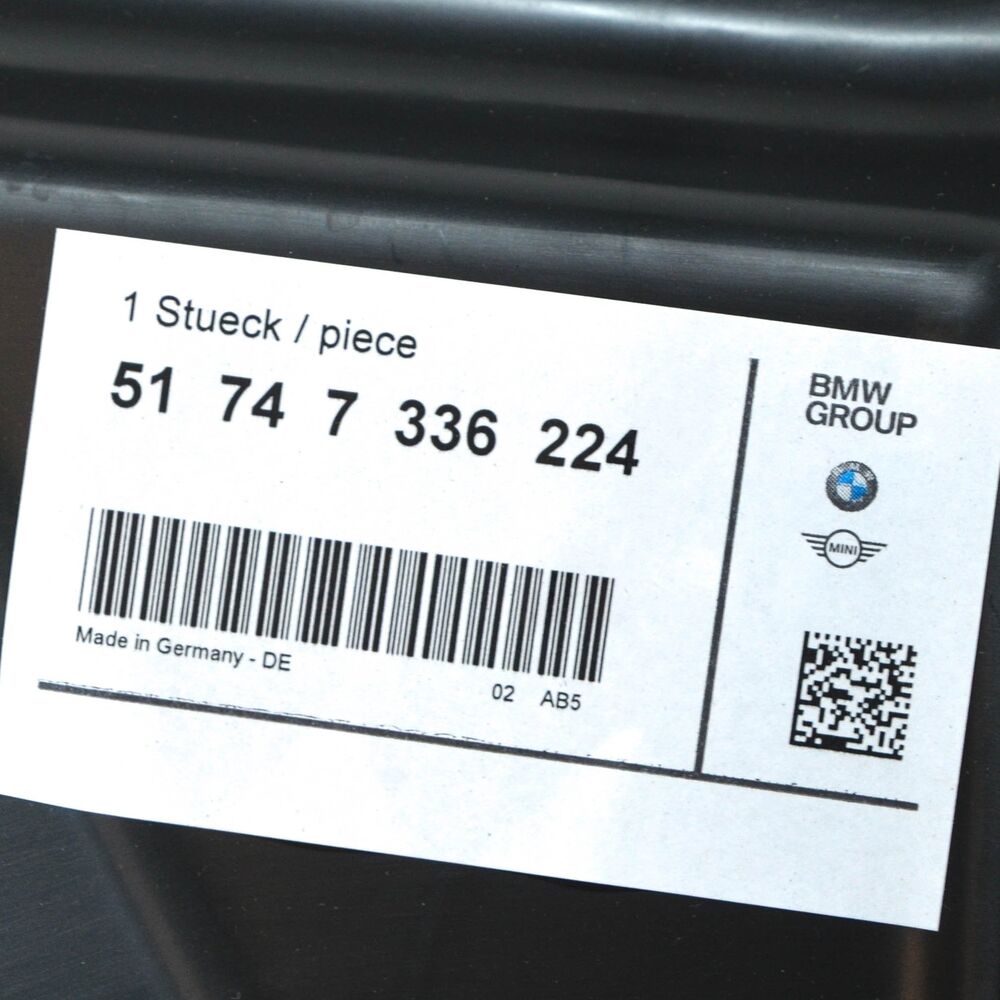 1 Stueck / piece
51 74 7 336 224
Made in Germany - DE
02 AB5
BMW
GROUP
MINI